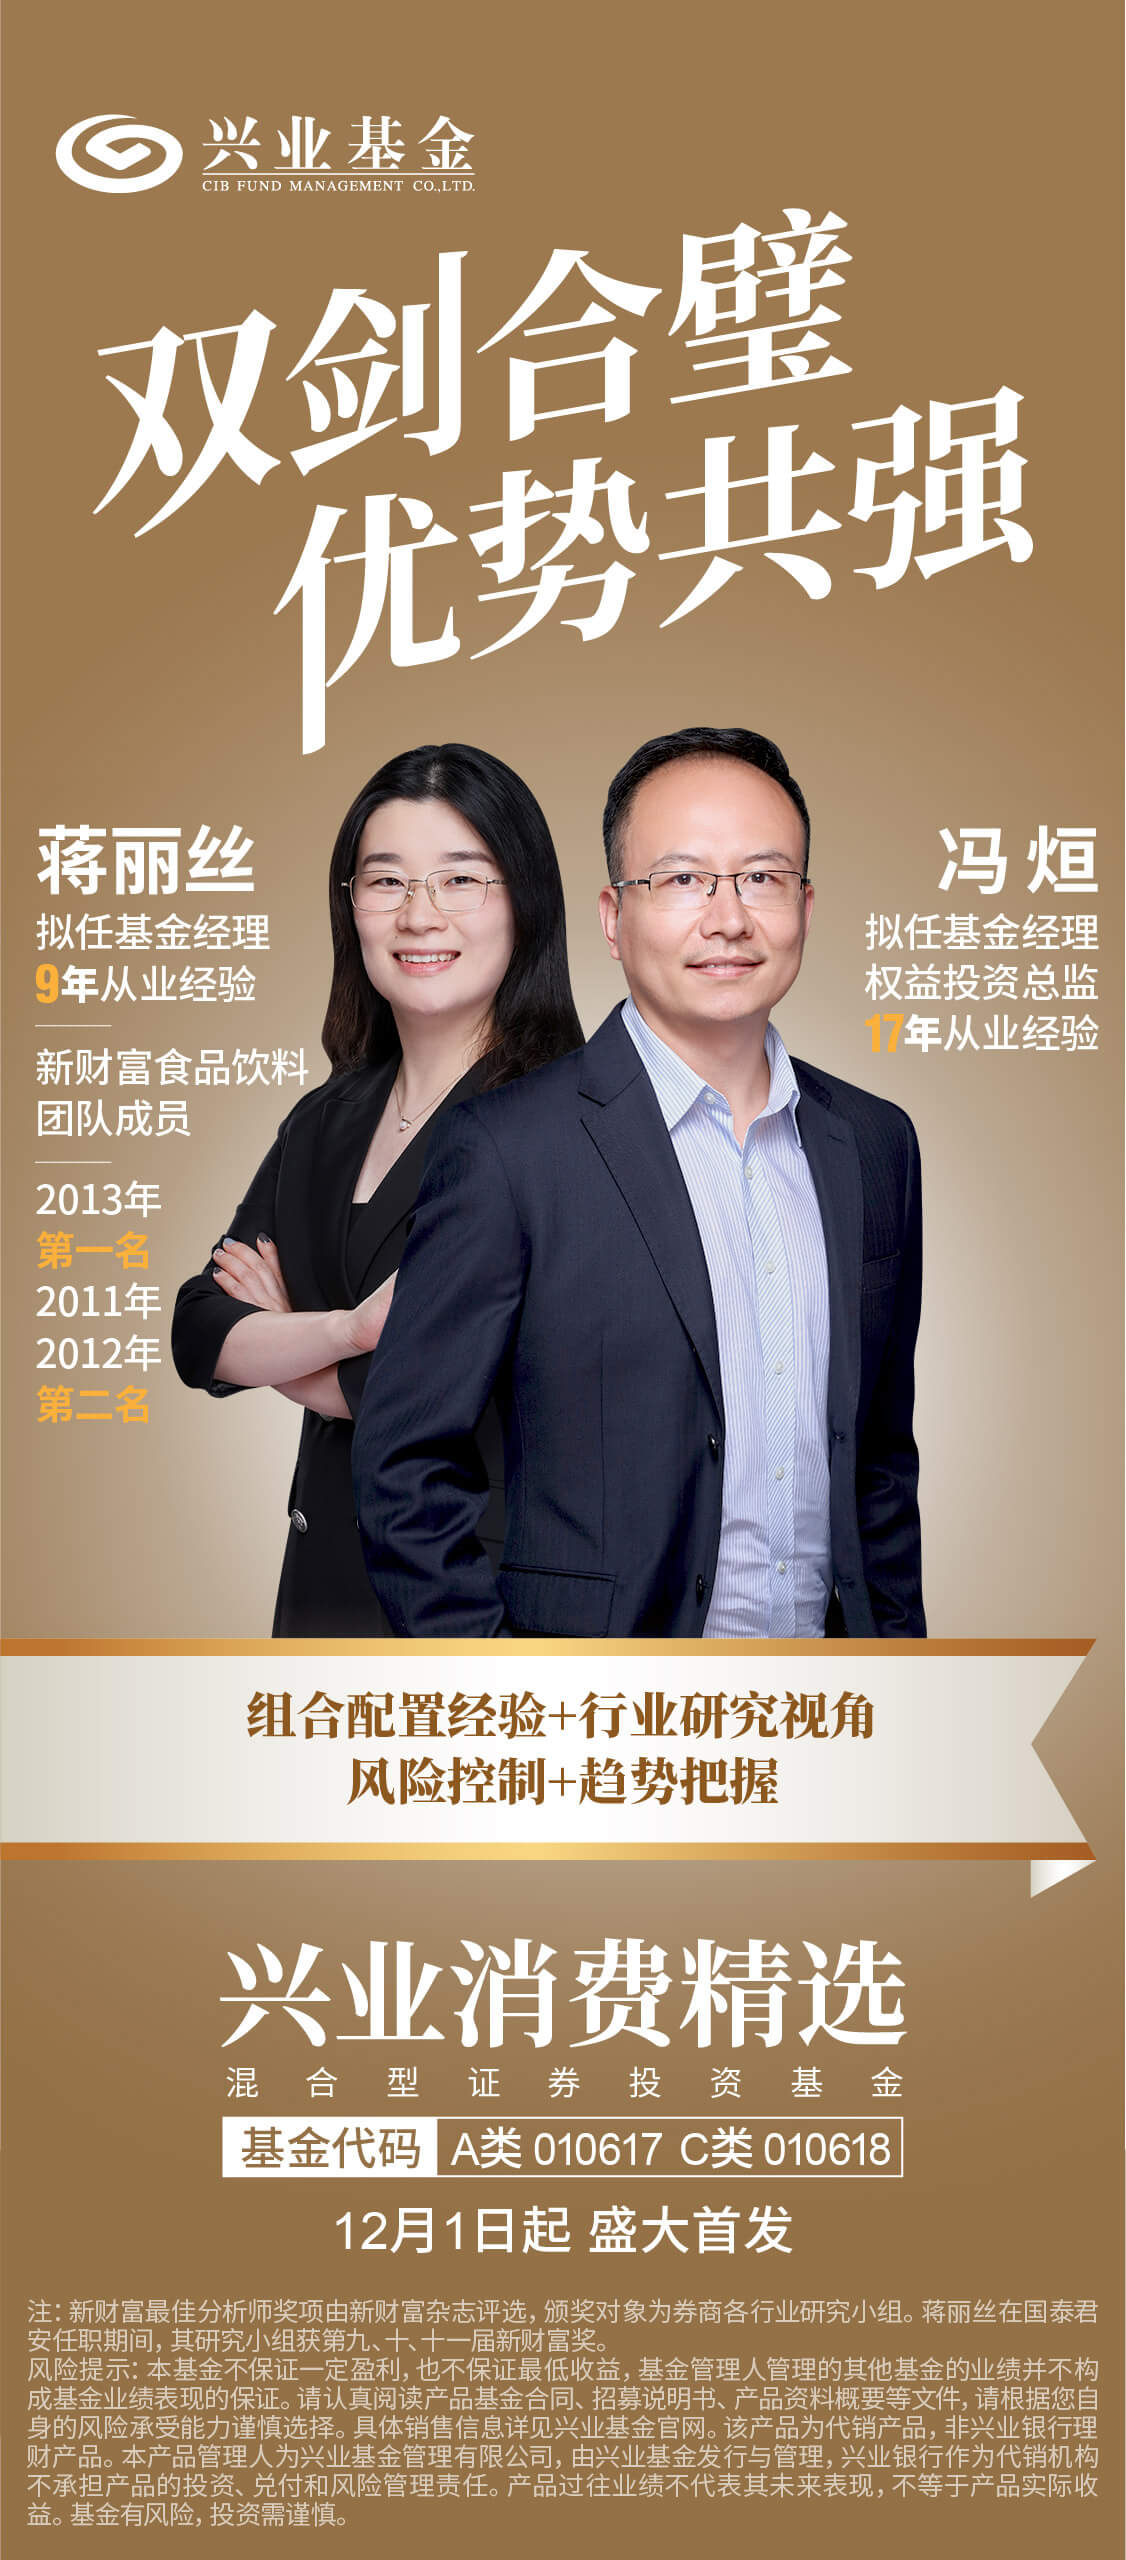 兴业基金
CIB FUND MANAGEMENT CO.,LTD.
双剑合璧
优势共强
蒋丽丝
拟任基金经理
9年从业经验
新财富食品饮料
团队成员
2013年
第一名
2011年
2012年
第二名
冯烜
拟任基金经理
权益投资总监
17年从业经验
组合配置经验+行业研究视角
风险控制+趋势把握
兴业消费精选
混合型证券投资基金
基金代码 A类 010617 C类 010618
12月1日起 盛大首发
注：新财富最佳分析师奖项由新财富杂志评选，颁奖对象为券商各行业研究小组。蒋丽丝在国泰君
安任职期间，其研究小组获第九、十、十一届新财富奖。
风险提示：本基金不保证一定盈利，也不保证最低收益，基金管理人管理的其他基金的业绩并不构
成基金业绩表现的保证。请认真阅读产品基金合同、招募说明书、产品资料概要等文件，请根据您自
身的风险承受能力谨慎选择。具体销售信息详见兴业基金官网。该产品为代销产品，非兴业银行理
财产品。本产品管理人为兴业基金管理有限公司，由兴业基金发行与管理，兴业银行作为代销机构
不承担产品的投资、兑付和风险管理责任。产品过往业绩不代表其未来表现，不等于产品实际收
益。基金有风险，投资需谨慎。